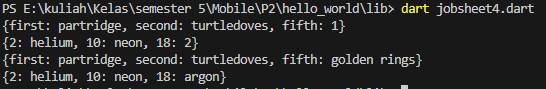 PS E:\kuliah\Kelas\semester 5\Mobile\P2\hello_world\lib> dart jobsheet4.dart
{first: partridge, second: turtledoves, fifth: 1}
{2: helium, 10: neon, 18: 2}
{first: partridge, second: turtledoves, fifth: golden rings}
{2: helium, 10: neon, 18: argon}